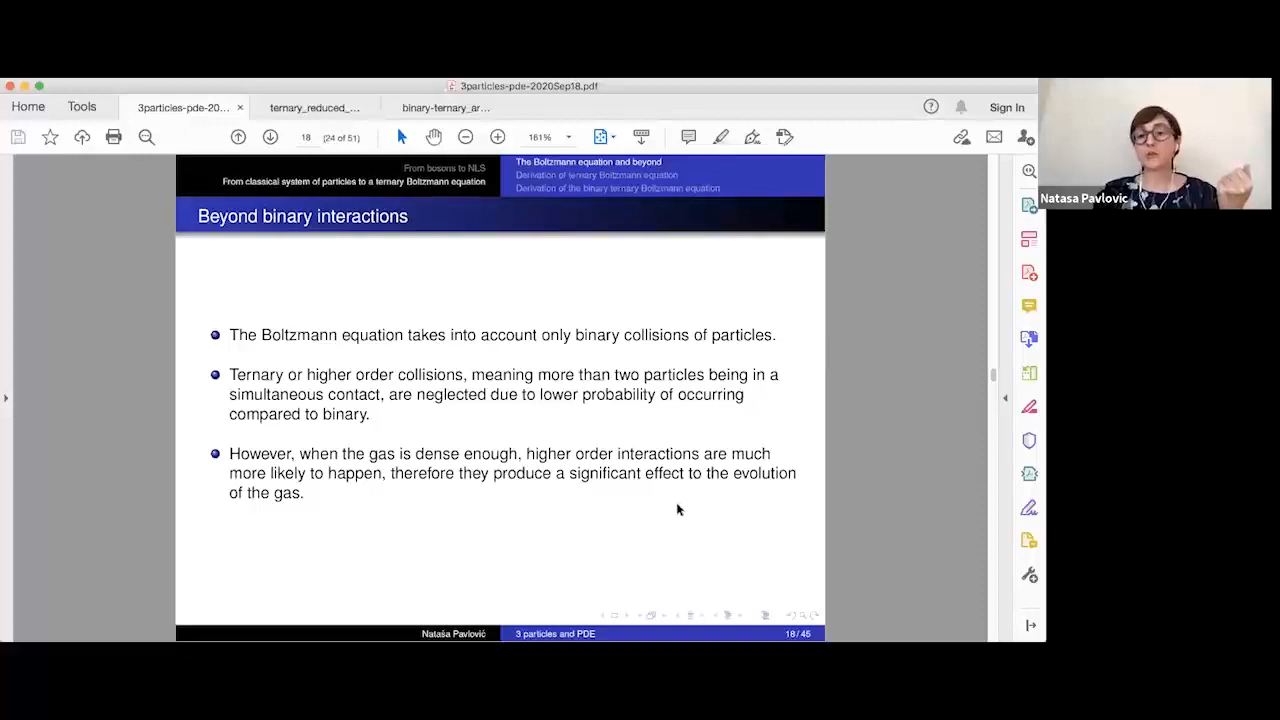 3particles-pde-2020Sep18.pdf
Home Tools 3particles-pde-20... × ternary_reduced_... binary-ternary_ar... Sign In
18 (24 of 51) 161%
From bosons to NLS
From classical system of particles to a ternary Boltzmann equation
The Boltzmann equation and beyond
Derivation of ternary Boltzmann equation
Derivation of the binary ternary Boltzmann equation
Beyond binary interactions
The Boltzmann equation takes into account only binary collisions of particles.
Ternary or higher order collisions, meaning more than two particles being in a
simultaneous contact, are neglected due to lower probability of occurring
compared to binary.
However, when the gas is dense enough, higher order interactions are much
more likely to happen, therefore they produce a significant effect to the evolution
of the gas.
Nataša Pavlović 3 particles and PDE 18/45
Natasa Pavlovic